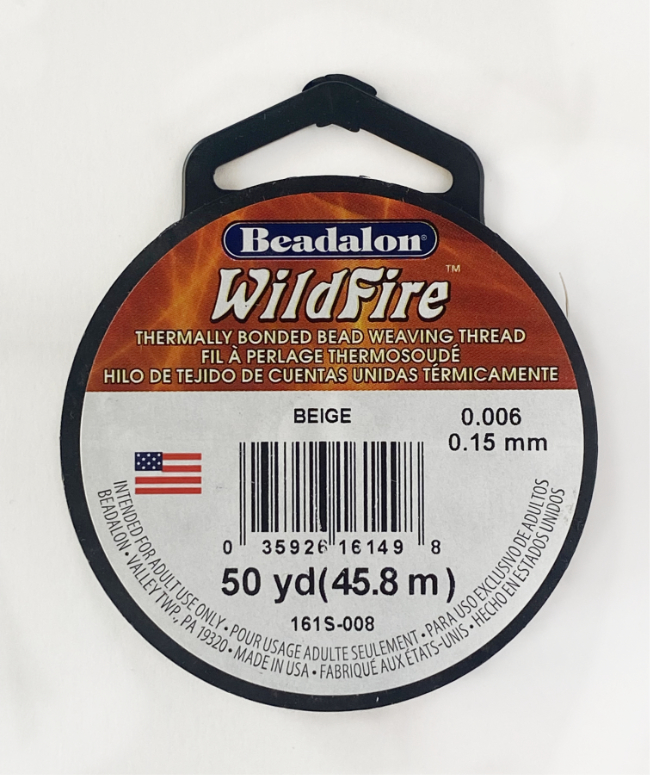 Beadalon®
WildFire™
THERMALLY BONDED BEAD WEAVING THREAD
FIL À PERLAGE THERMOSOUDÉ
HILO DE TEJIDO DE CUENTAS UNIDAS TÉRMICAMENTE
BEIGE
0.006
0.15 mm
0 35926 16149 8
50 yd(45.8 m)
161S-008
INTENDED FOR ADULT USE ONLY • POUR USAGE ADULTE SEULEMENT • PARA USO EXCLUSIVO DE ADULTOS
BEADALON • VALLEY TWP., PA 19320 • MADE IN USA • FABRIQUÉ AUX ÉTATS-UNIS • HECHO EN ESTADOS UNIDOS